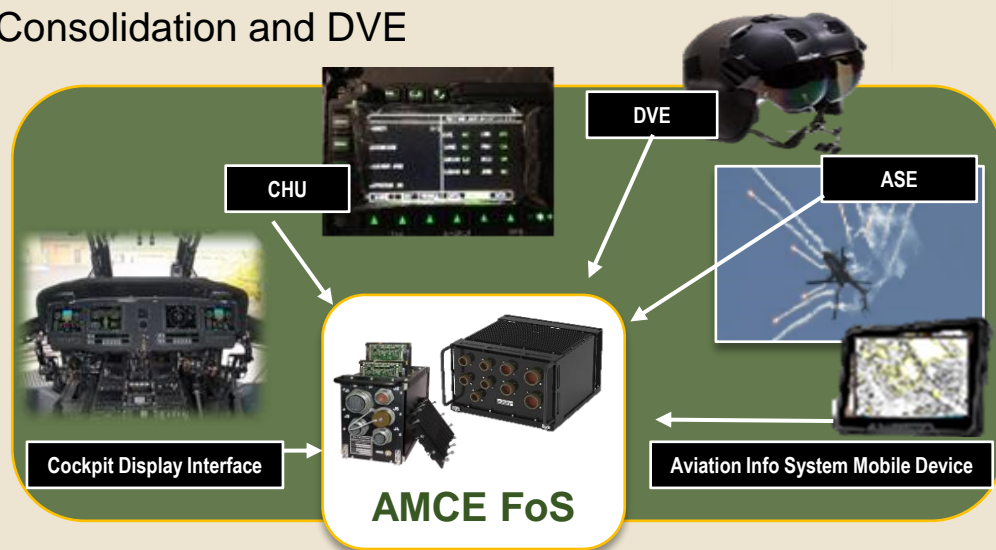 Consolidation and DVE
DVE
CHU
ASE
Cockpit Display Interface
Aviation Info System Mobile Device
AMCE FoS